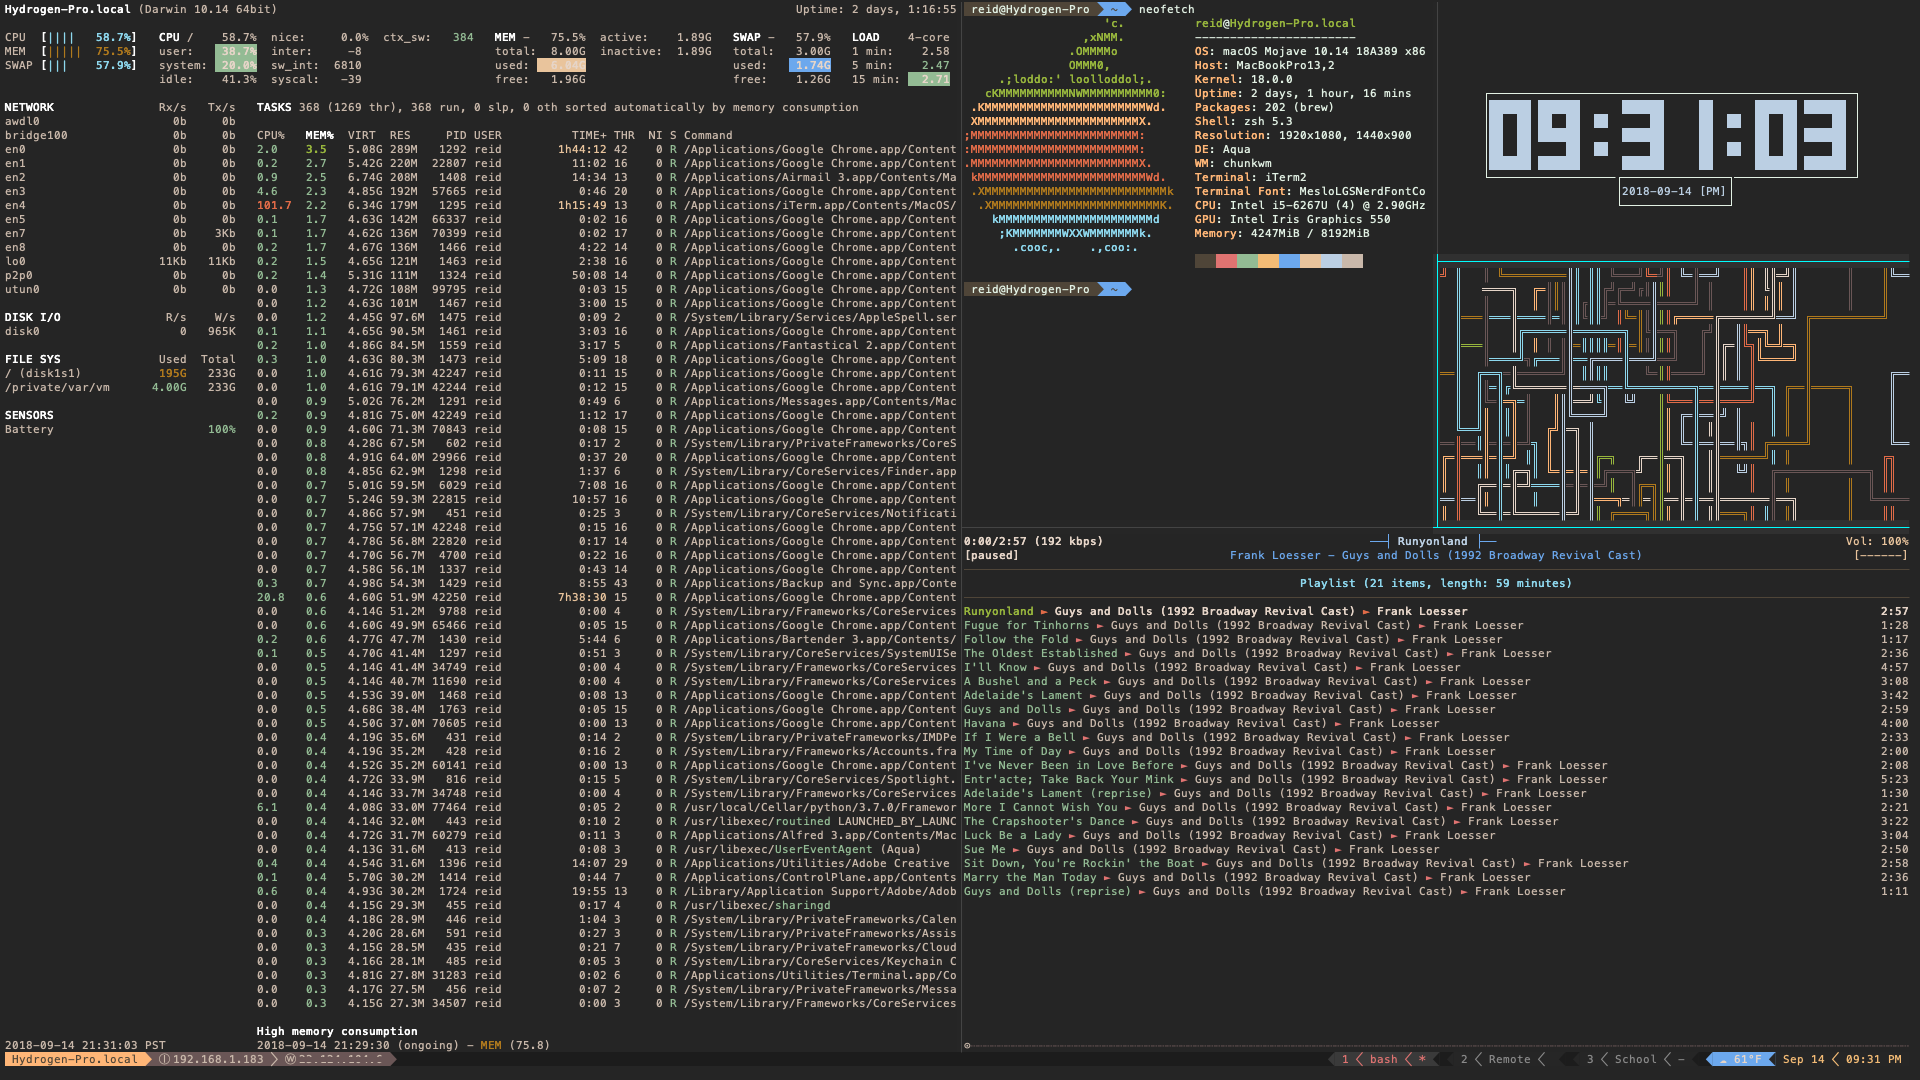 Hydrogen-Pro.local (Darwin 10.14 64bit) Uptime: 2 days, 1:16:55
CPU [|||| 58.7%] CPU / 58.7% nice: 0.0% ctx_sw: 384 MEM - 75.5% active: 1.89G SWAP - 57.9% LOAD 4-core
MEM [||||| 75.5%] user: 38.7% inter: -8 total: 8.00G inactive: 1.89G total: 3.00G 1 min: 2.58
SWAP [||| 57.9%] system: 20.0% sw_int: 6810 used: 6.04G used: 1.74G 5 min: 2.47
idle: 41.3% syscal: -39 free: 1.96G free: 1.26G 15 min: 2.71
NETWORK Rx/s Tx/s
awdl0 0b 0b
bridge100 0b 0b
en0 0b 0b
en1 0b 0b
en2 0b 0b
en3 0b 0b
en4 0b 0b
en5 0b 0b
en7 0b 3Kb
en8 0b 0b
lo0 11Kb 11Kb
p2p0 0b 0b
utun0 0b 0b
DISK I/O R/s W/s
disk0 0 965K
FILE SYS Used Total
/ (disk1s1) 195G 233G
/private/var/vm 4.00G 233G
SENSORS
Battery 100%
TASKS 368 (1269 thr), 368 run, 0 slp, 0 oth sorted automatically by memory consumption
CPU% MEM% VIRT RES PID USER TIME+ THR NI S Command
2.0 3.5 5.08G 289M 1292 reid 1h44:12 42 0 R /Applications/Google Chrome.app/Content
0.2 2.7 5.42G 220M 22807 reid 11:02 16 0 R /Applications/Google Chrome.app/Content
0.9 2.5 6.74G 208M 1408 reid 14:34 13 0 R /Applications/Airmail 3.app/Contents/Ma
4.6 2.3 4.85G 192M 57665 reid 0:46 20 0 R /Applications/Google Chrome.app/Content
101.7 2.2 6.34G 179M 1295 reid 1h15:49 13 0 R /Applications/iTerm.app/Contents/MacOS/
0.1 1.7 4.63G 142M 66337 reid 0:02 16 0 R /Applications/Google Chrome.app/Content
0.1 1.7 4.62G 136M 70399 reid 0:02 17 0 R /Applications/Google Chrome.app/Content
0.2 1.7 4.67G 136M 1466 reid 4:22 14 0 R /Applications/Google Chrome.app/Content
0.2 1.5 4.65G 121M 1463 reid 2:38 16 0 R /Applications/Google Chrome.app/Content
0.2 1.4 5.31G 111M 1324 reid 50:08 14 0 R /Applications/Google Chrome.app/Content
0.0 1.3 4.72G 108M 99795 reid 0:03 15 0 R /Applications/Google Chrome.app/Content
0.0 1.2 4.63G 101M 1467 reid 3:00 15 0 R /Applications/Google Chrome.app/Content
0.0 1.2 4.45G 97.6M 1475 reid 0:09 2 0 R /System/Library/Services/AppleSpell.ser
0.1 1.1 4.65G 90.5M 1461 reid 3:03 16 0 R /Applications/Google Chrome.app/Content
0.2 1.0 4.86G 84.5M 1559 reid 3:17 5 0 R /Applications/Fantastical 2.app/Content
0.3 1.0 4.63G 80.3M 1473 reid 5:09 18 0 R /Applications/Google Chrome.app/Content
0.0 1.0 4.61G 79.3M 42247 reid 0:11 15 0 R /Applications/Google Chrome.app/Content
0.0 1.0 4.61G 79.1M 42244 reid 0:12 15 0 R /Applications/Google Chrome.app/Content
0.0 0.9 5.02G 76.2M 1291 reid 0:49 6 0 R /Applications/Messages.app/Contents/Mac
0.2 0.9 4.81G 75.0M 42249 reid 1:12 17 0 R /Applications/Google Chrome.app/Content
0.0 0.9 4.60G 71.3M 70843 reid 0:08 15 0 R /Applications/Google Chrome.app/Content
0.0 0.8 4.28G 67.5M 602 reid 0:17 2 0 R /System/Library/PrivateFrameworks/CoreS
0.0 0.8 4.91G 64.0M 29966 reid 0:37 20 0 R /Applications/Google Chrome.app/Content
0.0 0.8 4.85G 62.9M 1298 reid 1:37 6 0 R /System/Library/CoreServices/Finder.app
0.0 0.7 5.01G 59.5M 6029 reid 7:08 16 0 R /Applications/Google Chrome.app/Content
0.0 0.7 5.24G 59.3M 22815 reid 10:57 16 0 R /Applications/Google Chrome.app/Content
0.0 0.7 4.86G 57.9M 451 reid 0:25 3 0 R /System/Library/CoreServices/Notificati
0.0 0.7 4.75G 57.1M 42248 reid 0:15 16 0 R /Applications/Google Chrome.app/Content
0.0 0.7 4.78G 56.8M 22820 reid 0:17 14 0 R /Applications/Google Chrome.app/Content
0.0 0.7 4.70G 56.7M 4700 reid 0:22 16 0 R /Applications/Google Chrome.app/Content
0.0 0.7 4.58G 56.1M 1337 reid 0:43 14 0 R /Applications/Google Chrome.app/Content
0.3 0.7 4.98G 54.3M 1429 reid 8:55 43 0 R /Applications/Backup and Sync.app/Conte
20.8 0.6 4.60G 51.9M 42250 reid 7h38:30 15 0 R /Applications/Google Chrome.app/Content
0.0 0.6 4.14G 51.2M 9788 reid 0:00 4 0 R /System/Library/Frameworks/CoreServices
0.0 0.6 4.60G 49.9M 65466 reid 0:05 15 0 R /Applications/Google Chrome.app/Content
0.2 0.6 4.77G 47.7M 1430 reid 5:44 6 0 R /Applications/Bartender 3.app/Contents/
0.1 0.5 4.70G 41.4M 1297 reid 0:51 3 0 R /System/Library/CoreServices/SystemUISe
0.0 0.5 4.14G 41.4M 34749 reid 0:00 4 0 R /System/Library/Frameworks/CoreServices
0.0 0.5 4.14G 40.7M 11690 reid 0:00 4 0 R /System/Library/Frameworks/CoreServices
0.0 0.5 4.53G 39.0M 1468 reid 0:08 13 0 R /Applications/Google Chrome.app/Content
0.0 0.5 4.68G 38.4M 1763 reid 0:05 15 0 R /Applications/Google Chrome.app/Content
0.0 0.5 4.50G 37.0M 70605 reid 0:00 13 0 R /Applications/Google Chrome.app/Content
0.0 0.4 4.19G 35.6M 431 reid 0:14 2 0 R /System/Library/PrivateFrameworks/IMDPe
0.0 0.4 4.19G 35.2M 428 reid 0:16 2 0 R /System/Library/Frameworks/Accounts.fra
0.0 0.4 4.52G 35.2M 60141 reid 0:00 13 0 R /Applications/Google Chrome.app/Content
0.0 0.4 4.72G 33.9M 816 reid 0:15 5 0 R /System/Library/CoreServices/Spotlight.
0.0 0.4 4.14G 33.7M 34748 reid 0:00 4 0 R /System/Library/Frameworks/CoreServices
6.1 0.4 4.08G 33.0M 77464 reid 0:05 2 0 R /usr/local/Cellar/python/3.7.0/Framewor
0.0 0.4 4.14G 32.0M 443 reid 0:10 2 0 R /usr/libexec/routined LAUNCHED_BY_LAUNC
0.0 0.4 4.72G 31.7M 60279 reid 0:11 3 0 R /Applications/Alfred 3.app/Contents/Mac
0.0 0.4 4.13G 31.6M 413 reid 0:08 3 0 R /usr/libexec/UserEventAgent (Aqua)
0.4 0.4 4.54G 31.6M 1396 reid 14:07 29 0 R /Applications/Utilities/Adobe Creative
0.1 0.4 5.70G 30.2M 1414 reid 0:44 7 0 R /Applications/ControlPlane.app/Contents
0.6 0.4 4.93G 30.2M 1724 reid 19:55 13 0 R /Library/Application Support/Adobe/Adob
0.0 0.4 4.15G 29.3M 455 reid 0:17 4 0 R /usr/libexec/sharingd
0.0 0.4 4.18G 28.9M 446 reid 1:04 3 0 R /System/Library/PrivateFrameworks/Calen
0.0 0.3 4.20G 28.6M 591 reid 0:27 3 0 R /System/Library/PrivateFrameworks/Assis
0.0 0.3 4.15G 28.5M 435 reid 0:21 7 0 R /System/Library/PrivateFrameworks/Cloud
0.0 0.3 4.16G 28.1M 485 reid 0:05 3 0 R /System/Library/CoreServices/Keychain C
0.0 0.3 4.81G 27.8M 31283 reid 0:02 6 0 R /Applications/Utilities/Terminal.app/Co
0.0 0.3 4.17G 27.5M 456 reid 0:07 2 0 R /System/Library/PrivateFrameworks/Messa
0.0 0.3 4.15G 27.3M 34507 reid 0:00 3 0 R /System/Library/Frameworks/CoreServices
High memory consumption
2018-09-14 21:31:03 PST 2018-09-14 21:29:30 (ongoing) - MEM (75.8)
reid@Hydrogen-Pro ~ neofetch
'c.
,xNMM.
.OMMMMo
OMMM0,
.;loddo:' loolloddol;.
cKMMMMMMMMMMNWMMMMMMMMMM0:
.KMMMMMMMMMMMMMMMMMMMMMMMWd.
XMMMMMMMMMMMMMMMMMMMMMMMX.
;MMMMMMMMMMMMMMMMMMMMMMMM:
:MMMMMMMMMMMMMMMMMMMMMMMM:
.MMMMMMMMMMMMMMMMMMMMMMMMX.
kMMMMMMMMMMMMMMMMMMMMMMMMWd.
.XMMMMMMMMMMMMMMMMMMMMMMMMMMk
.XMMMMMMMMMMMMMMMMMMMMMMMMK.
kMMMMMMMMMMMMMMMMMMMMMMd
;KMMMMMMMWXXWMMMMMMMk.
.cooc,. .,coo:.
reid@Hydrogen-Pro.local
-----------------------
OS: macOS Mojave 10.14 18A389 x86
Host: MacBookPro13,2
Kernel: 18.0.0
Uptime: 2 days, 1 hour, 16 mins
Packages: 202 (brew)
Shell: zsh 5.3
Resolution: 1920x1080, 1440x900
DE: Aqua
WM: chunkwm
Terminal: iTerm2
Terminal Font: MesloLGSNerdFontCo
CPU: Intel i5-6267U (4) @ 2.90GHz
GPU: Intel Iris Graphics 550
Memory: 4247MiB / 8192MiB
reid@Hydrogen-Pro ~
09:31:03
2018-09-14 [PM]
0:00/2:57 (192 kbps) Runyonland Vol: 100%
[paused] Frank Loesser - Guys and Dolls (1992 Broadway Revival Cast) [------]
Playlist (21 items, length: 59 minutes)
Runyonland ► Guys and Dolls (1992 Broadway Revival Cast) ► Frank Loesser 2:57
Fugue for Tinhorns ► Guys and Dolls (1992 Broadway Revival Cast) ► Frank Loesser 1:28
Follow the Fold ► Guys and Dolls (1992 Broadway Revival Cast) ► Frank Loesser 1:17
The Oldest Established ► Guys and Dolls (1992 Broadway Revival Cast) ► Frank Loesser 2:36
I'll Know ► Guys and Dolls (1992 Broadway Revival Cast) ► Frank Loesser 4:57
A Bushel and a Peck ► Guys and Dolls (1992 Broadway Revival Cast) ► Frank Loesser 3:08
Adelaide's Lament ► Guys and Dolls (1992 Broadway Revival Cast) ► Frank Loesser 3:42
Guys and Dolls ► Guys and Dolls (1992 Broadway Revival Cast) ► Frank Loesser 2:59
Havana ► Guys and Dolls (1992 Broadway Revival Cast) ► Frank Loesser 4:00
If I Were a Bell ► Guys and Dolls (1992 Broadway Revival Cast) ► Frank Loesser 2:33
My Time of Day ► Guys and Dolls (1992 Broadway Revival Cast) ► Frank Loesser 2:00
I've Never Been in Love Before ► Guys and Dolls (1992 Broadway Revival Cast) ► Frank Loesser 2:08
Entr'acte; Take Back Your Mink ► Guys and Dolls (1992 Broadway Revival Cast) ► Frank Loesser 5:23
Adelaide's Lament (reprise) ► Guys and Dolls (1992 Broadway Revival Cast) ► Frank Loesser 1:30
More I Cannot Wish You ► Guys and Dolls (1992 Broadway Revival Cast) ► Frank Loesser 2:21
The Crapshooter's Dance ► Guys and Dolls (1992 Broadway Revival Cast) ► Frank Loesser 3:22
Luck Be a Lady ► Guys and Dolls (1992 Broadway Revival Cast) ► Frank Loesser 3:04
Sue Me ► Guys and Dolls (1992 Broadway Revival Cast) ► Frank Loesser 2:50
Sit Down, You're Rockin' the Boat ► Guys and Dolls (1992 Broadway Revival Cast) ► Frank Loesser 2:58
Marry the Man Today ► Guys and Dolls (1992 Broadway Revival Cast) ► Frank Loesser 2:36
Guys and Dolls (reprise) ► Guys and Dolls (1992 Broadway Revival Cast) ► Frank Loesser 1:11
Hydrogen-Pro.local Ⓛ 192.168.1.183 Ⓦ 1 bash * 2 Remote 3 School - 61°F Sep 14 09:31 PM